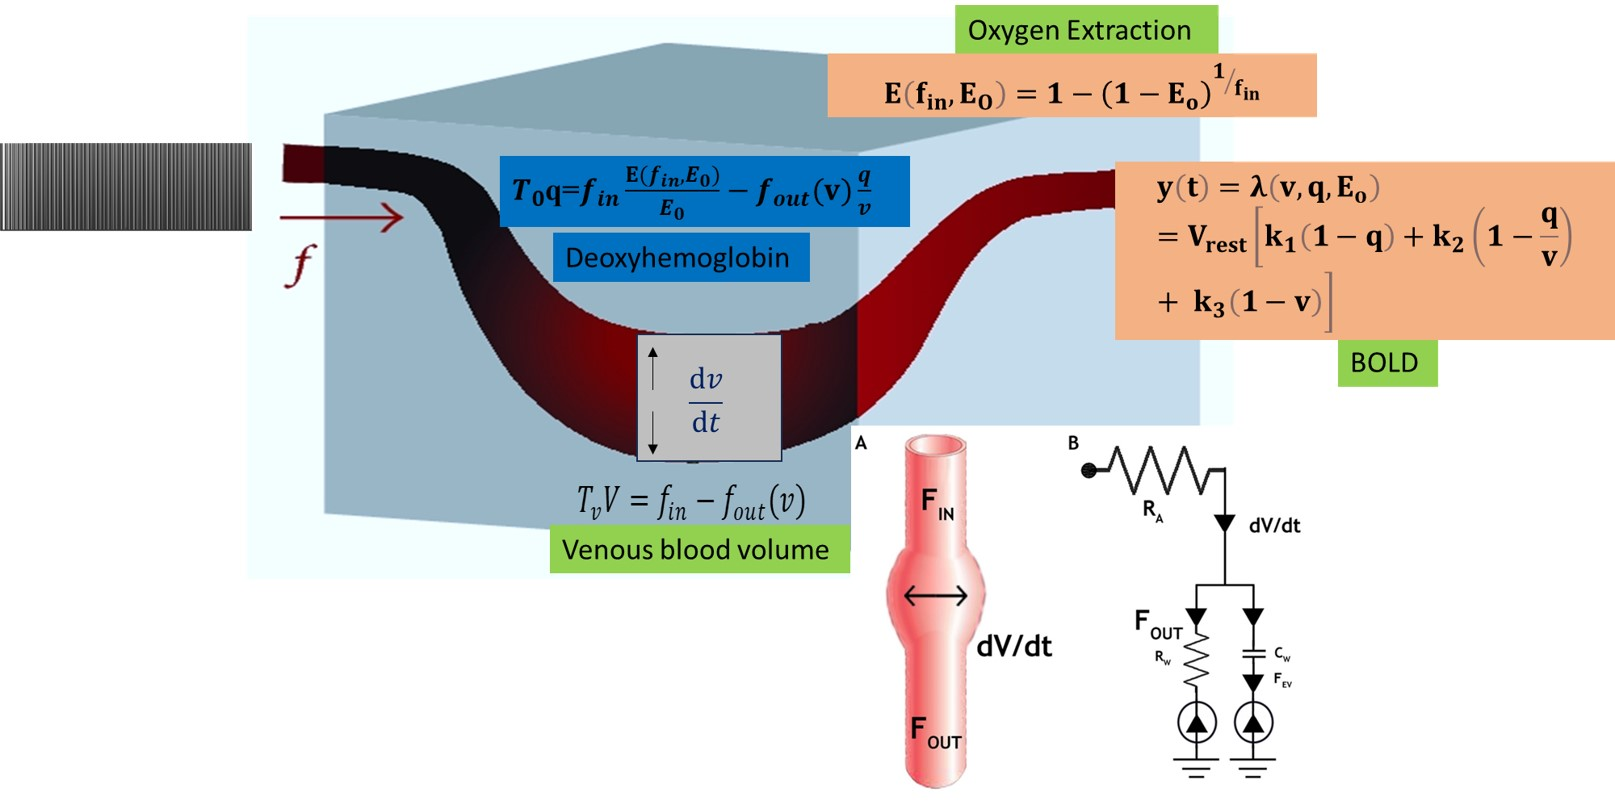 Oxygen Extraction
E(f_in, E_O) = 1 − (1 − E_o)^{1/f_in}
T_0q=f_in E(f_in,E_0)/E_0 − f_out(v) q/v
Deoxyhemoglobin
f
y(t) = λ(v, q, E_o)
= V_rest [k_1(1 − q) + k_2 (1 − q/v)
+ k_3(1 − v)]
BOLD
dv/dt
T_vV = f_in − f_out(v)
Venous blood volume
A
F_IN
dV/dt
F_OUT
B
R_A
dV/dt
F_OUT
R_W
C_W
F_EV